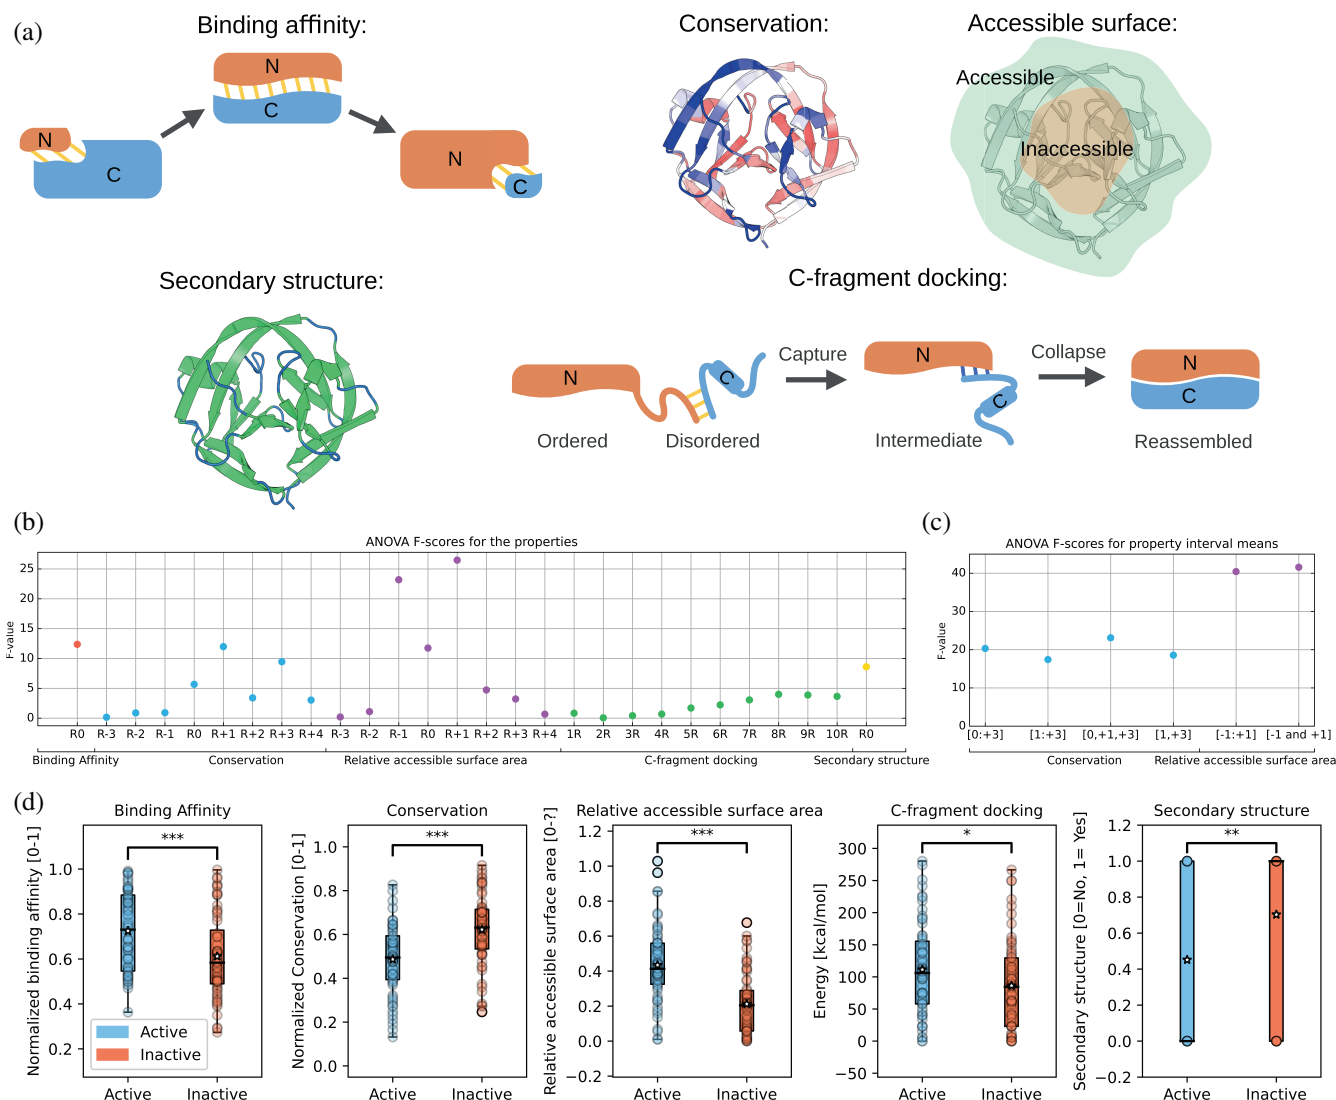 (a)
Binding affinity:
Conservation:
Accessible surface:
N
C
N
C
N
C
Accessible
Inaccessible
Secondary structure:
C-fragment docking:
N
C
Capture
N
C
Collapse
N
C
Ordered
Disordered
Intermediate
Reassembled
(b)
ANOVA F-scores for the properties
F-value
25
20
15
10
5
0
R0 R-3 R-2 R-1 R0 R+1 R+2 R+3 R+4 R-3 R-2 R-1 R0 R+1 R+2 R+3 R+4 1R 2R 3R 4R 5R 6R 7R 8R 9R 10R R0
Binding Affinity Conservation Relative accessible surface area C-fragment docking Secondary structure
(c)
ANOVA F-scores for property interval means
F-value
40
30
20
10
0
[0:+3] [1:+3] [0,+1,+3] [1,+3] [-1:+1] [-1 and +1]
Conservation Relative accessible surface area
(d)
Binding Affinity
Normalized binding affinity [0-1]
1.0
0.8
0.6
0.4
0.2
***
Active
Inactive
Active Inactive
Conservation
Normalized Conservation [0-1]
1.0
0.8
0.6
0.4
0.2
0.0
***
Active Inactive
Relative accessible surface area
Relative accessible surface area [0-?]
1.2
1.0
0.8
0.6
0.4
0.2
0.0
−0.2
***
Active Inactive
C-fragment docking
Energy [kcal/mol]
300
250
200
150
100
50
0
−50
*
Active Inactive
Secondary structure
Secondary structure [0=No, 1= Yes]
1.2
1.0
0.8
0.6
0.4
0.2
0.0
−0.2
**
Active Inactive